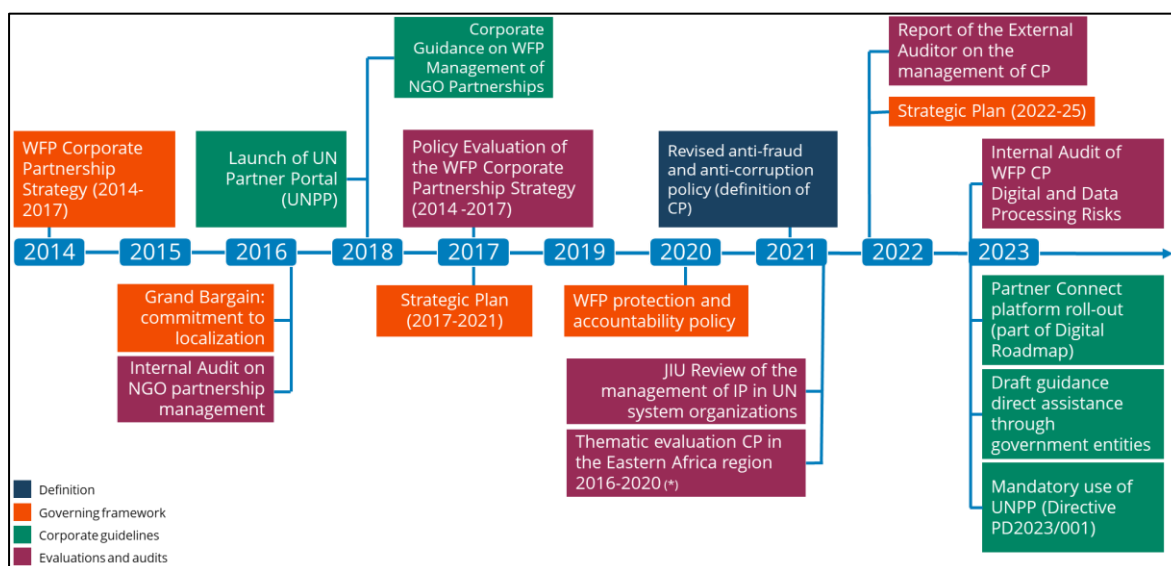 Corporate
Guidance on WFP
Management of
NGO Partnerships
Report of the External
Auditor on the
management of CP
Strategic Plan (2022-25)
WFP Corporate
Partnership
Strategy (2014-
2017)
Launch of UN
Partner Portal
(UNPP)
Policy Evaluation of
the WFP Corporate
Partnership Strategy
(2014 -2017)
Revised anti-fraud
and anti-corruption
policy (definition of
CP)
Internal Audit of
WFP CP
Digital and Data
Processing Risks
2014
2015
2016
2018
2017
2019
2020
2021
2022
2023
Grand Bargain:
commitment to
localization
Internal Audit on
NGO partnership
management
Strategic Plan
(2017-2021)
WFP protection and
accountability policy
JIU Review of the
management of IP in UN
system organizations
Thematic evaluation CP in
the Eastern Africa region
2016-2020 (*)
Partner Connect
platform roll-out
(part of Digital
Roadmap)
Draft guidance
direct assistance
through
government entities
Mandatory use of
UNPP (Directive
PD2023/001)
Definition
Governing framework
Corporate guidelines
Evaluations and audits